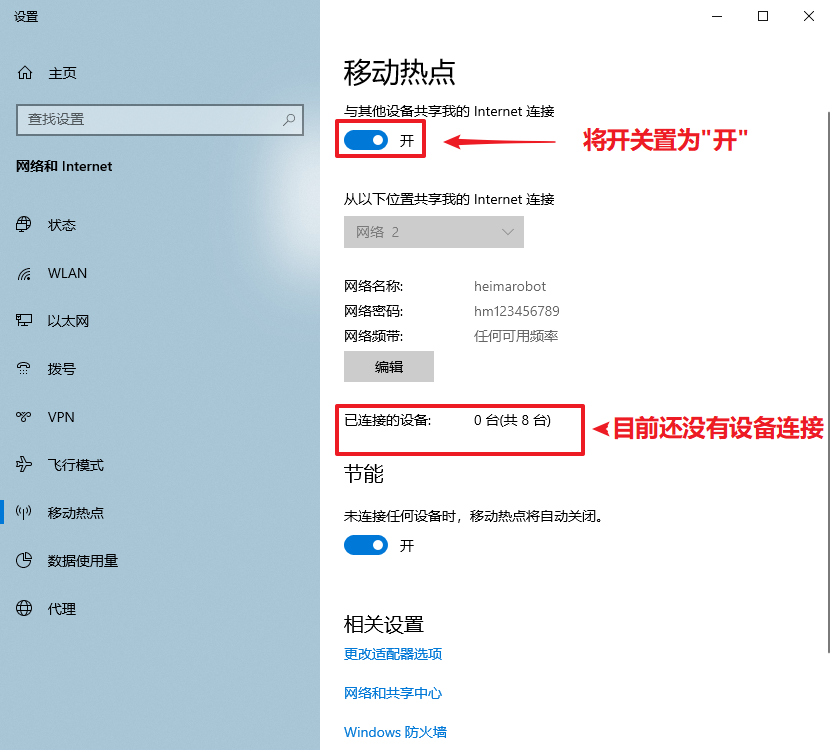 设置
主页
查找设置
网络和 Internet
状态
WLAN
以太网
拨号
VPN
飞行模式
移动热点
数据使用量
代理
移动热点
与其他设备共享我的 Internet 连接
开
将开关置为"开"
从以下位置共享我的 Internet 连接
网络 2
网络名称: heimarobot
网络密码: hm123456789
网络频带: 任何可用频率
编辑
已连接的设备: 0 台(共 8 台)
目前还没有设备连接
节能
未连接任何设备时，移动热点将自动关闭。
开
相关设置
更改适配器选项
网络和共享中心
Windows 防火墙